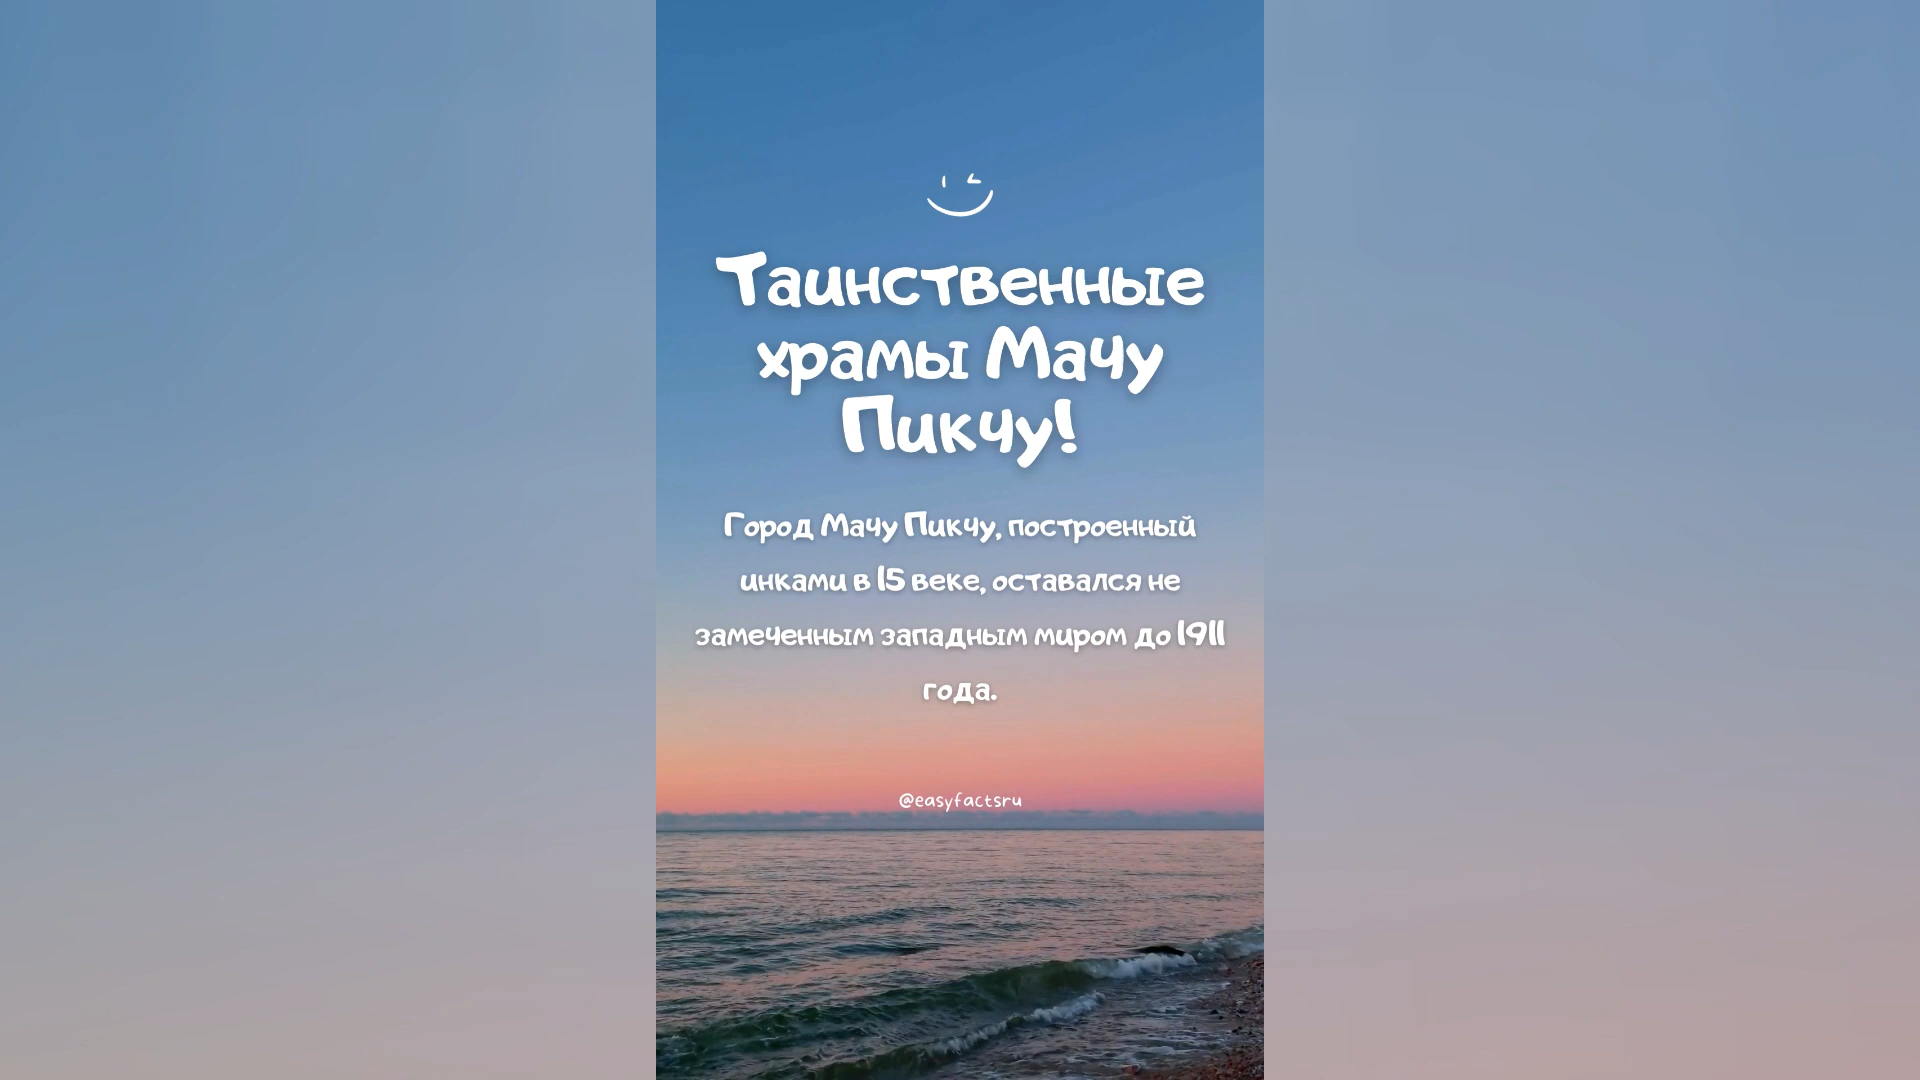 Таинственные
храмы Мачу
Пикчу!
Город Мачу Пикчу, построенный
инками в 15 веке, оставался не
замеченным западным миром до 1911
года.
@easyfactsru